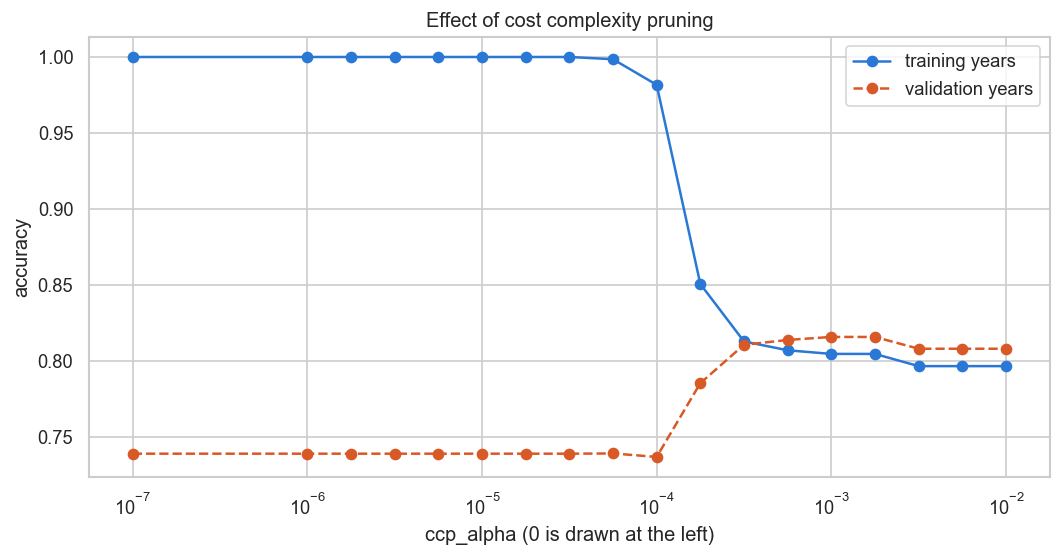 Effect of cost complexity pruning
training years
validation years
accuracy
1.00
0.95
0.90
0.85
0.80
0.75
10⁻⁷ 10⁻⁶ 10⁻⁵ 10⁻⁴ 10⁻³ 10⁻²
ccp_alpha (0 is drawn at the left)